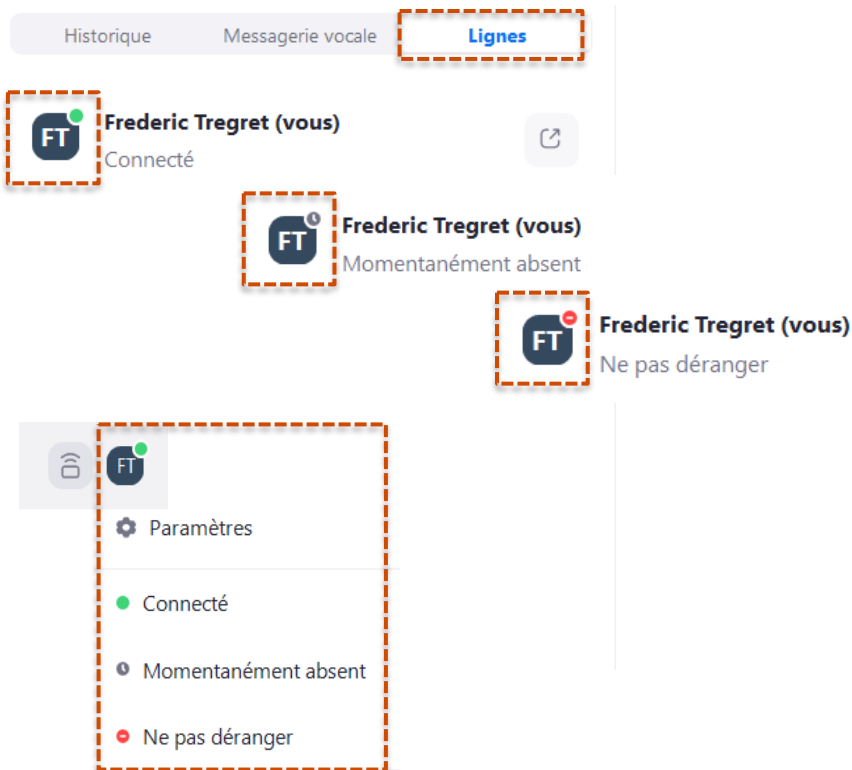 Historique Messagerie vocale Lignes
FT Frederic Tregret (vous)
Connecté
FT Frederic Tregret (vous)
Momentanément absent
FT Frederic Tregret (vous)
Ne pas déranger
FT
Paramètres
Connecté
Momentanément absent
Ne pas déranger